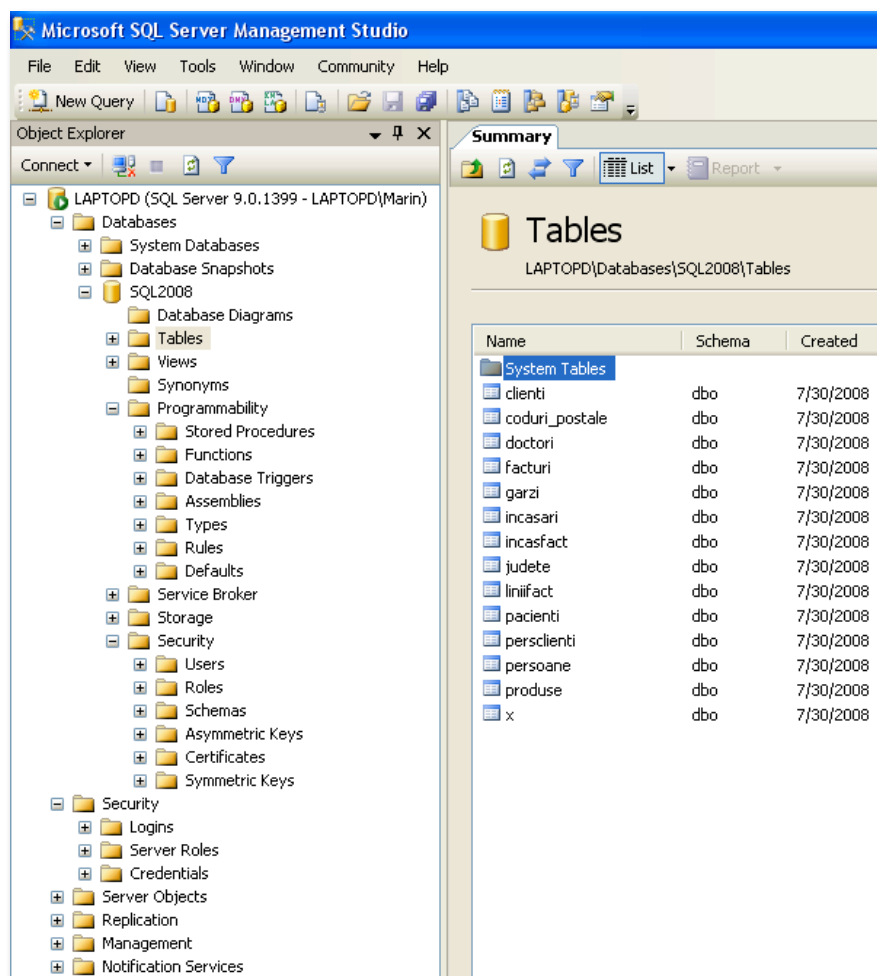 Microsoft SQL Server Management Studio
File Edit View Tools Window Community Help
New Query
Object Explorer
Connect
LAPTOPD (SQL Server 9.0.1399 - LAPTOPD\Marin)
Databases
System Databases
Database Snapshots
SQL2008
Database Diagrams
Tables
Views
Synonyms
Programmability
Stored Procedures
Functions
Database Triggers
Assemblies
Types
Rules
Defaults
Service Broker
Storage
Security
Users
Roles
Schemas
Asymmetric Keys
Certificates
Symmetric Keys
Security
Logins
Server Roles
Credentials
Server Objects
Replication
Management
Notification Services
Summary
List Report
Tables
LAPTOPD\Databases\SQL2008\Tables
Name Schema Created
System Tables
clienti dbo 7/30/2008
coduri_postale dbo 7/30/2008
doctori dbo 7/30/2008
facturi dbo 7/30/2008
garzi dbo 7/30/2008
incasari dbo 7/30/2008
incasfact dbo 7/30/2008
judete dbo 7/30/2008
liniifact dbo 7/30/2008
pacienti dbo 7/30/2008
persclienti dbo 7/30/2008
persoane dbo 7/30/2008
produse dbo 7/30/2008
x dbo 7/30/2008